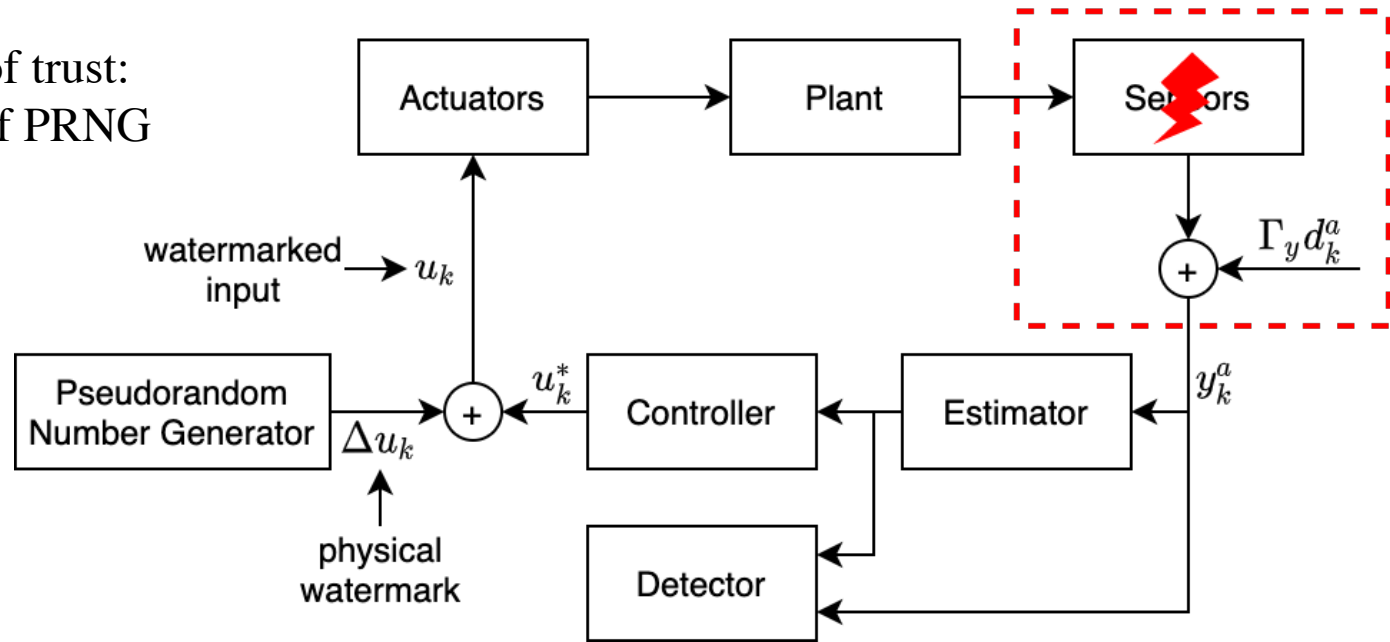 of trust:
f PRNG
Actuators
Plant
Sensors
watermarked
input
u_k
Γ_y d_k^a
+
Pseudorandom
Number Generator
Δu_k
+
u_k^*
Controller
Estimator
y_k^a
physical
watermark
Detector